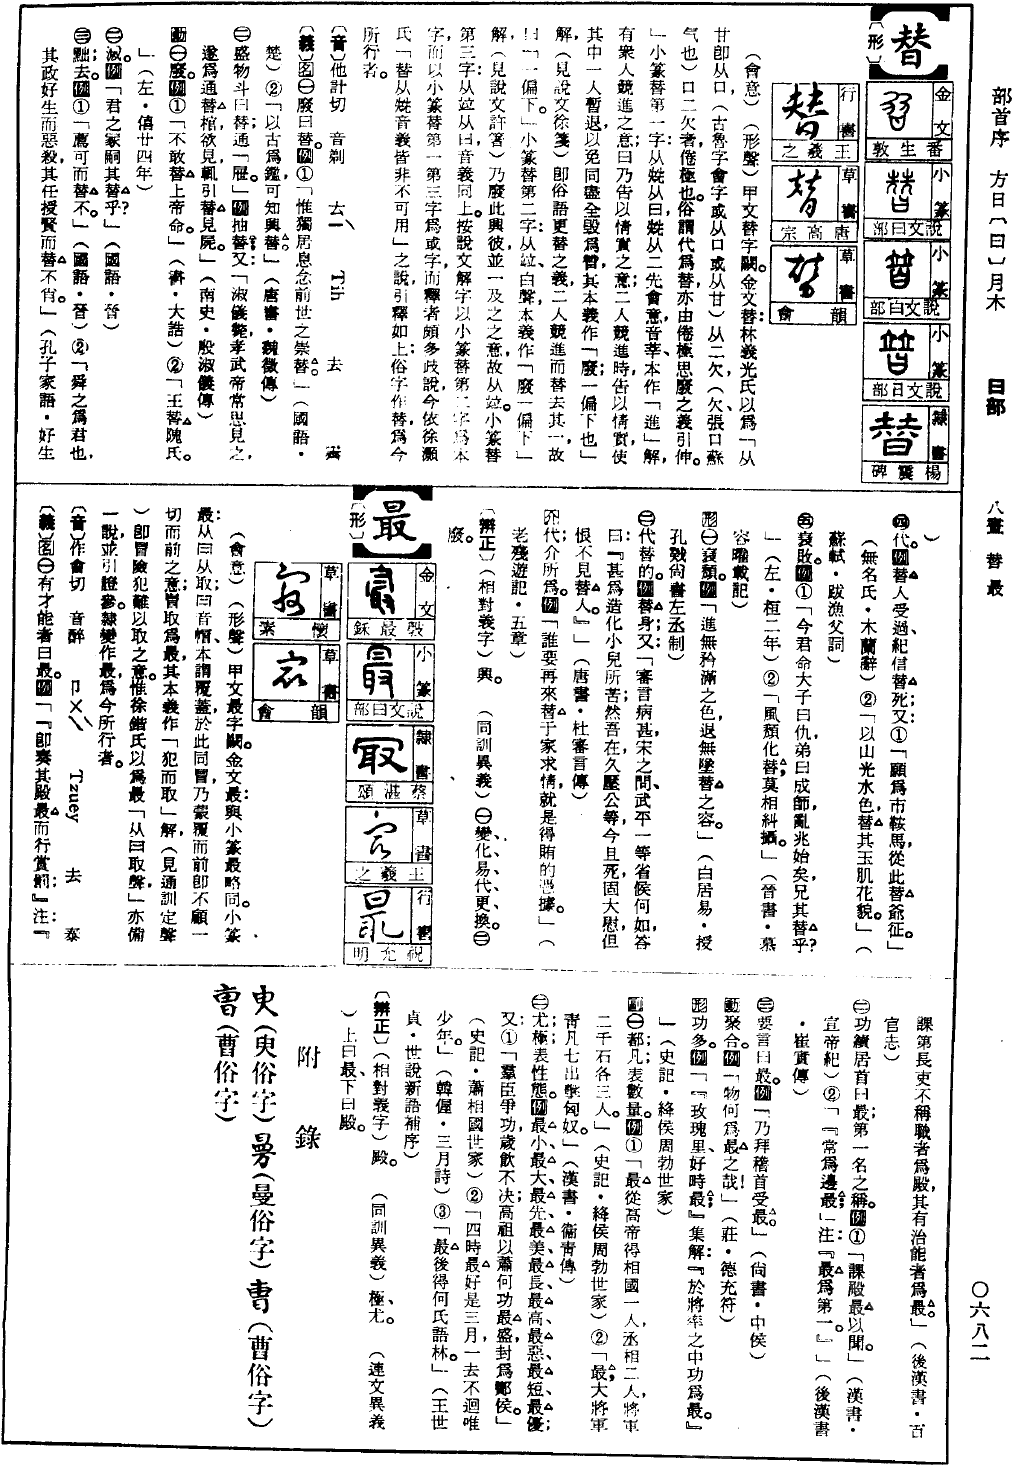 部首序 方日〔曰〕月木 日部 八畫 替 最 〇六八二
替
〔形〕
金文 番生敦
小篆 說文竝部
小篆 說文白部
小篆 說文日部
隸書 楊震碑
行書 王羲之
草書 唐高宗
草書 韻會
（會意）（形聲）甲文替字闕。金文替：林義光氏以為「从
甘即从口（古魯字會字或从口或从甘）从二欠（欠張口蘇
气也）口二欠者倦極也。俗謂代為替亦由倦極思廢之義引伸。
」小篆替第一字：从兓从曰、兓从二先會意音莘、本作「進」解，
有衆人競進之意；曰乃告以情實之意；二人競進時告以情實使
其中一人暫退以免同盡全毀為暜其本義作「廢一偏下也」
解（見說文徐箋）即俗語更替之義，二人競進而替去其一，故
曰「一偏下」。小篆替第二字：从竝、白聲，本義作「廢一偏下」
解（見說文許箸）乃廢此興彼並一及之之意，故从竝。小篆替
第三字：从竝从曰，音義同上。按說文解字以小篆替第二字為本
字，而以小篆替第一第三字為或字，而釋者頗多歧說，今依徐灝
氏「替从兓，音義皆非不可用」之說，引釋如上。俗字作替為今
所行者。
〔音〕他計切 音剃 去 ㄊㄧˋ Tih 去 霽
〔義〕名㊀廢曰替。例①「惟獨居思念前世之崇替。」（國語・
楚）②「以古為鑑，可知興替。」（唐書・魏徵傳）
㊁盛物斗曰替；通「屜」。例抽替；又：「淑儀薨，孝武帝常思見之，
遂為通替棺，欲見，輒引替見屍。」（南史・殷淑儀傳）
動㊀廢。例①「不敢替上帝命。」（書・大誥）②「王替隗氏。
」（左・僖廿四年）
㊁滅。例「君之冢嗣其替乎？」（國語・晉）
㊂黜去。例①「薦可而替不。」（國語・晉）②「舜之為君也，
其政好生而惡殺，其任授賢而替不肖。」（孔子家語・好生
）
㊃代。例替人受過、紀信替死；又：①「願為市鞍馬，從此替爺征。」
（無名氏・木蘭辭）②「以山光水色，替其玉肌花貌。」（
蘇軾・跋漁父詞）
㊄衰敗。例①「今君命大子曰仇，弟曰成師，亂兆始矣，兄其替乎？
」（左・桓二年）②「風頹化替，莫相糾攝。」（晉書・慕
容曜載記）
形㊀衰頹。例「進無矜滿之色，退無墜替之容。」（白居易・授
孔戣尙書左丞制）
㊁代替的。例替身；又：「審言病甚，宋之問、武平一等省候何如。答
曰：『甚為造化小兒所苦，然吾在，久壓公等，今且死，固大慰，但
恨不見替人。』」（唐書・杜審言傳）
介代，介所為。例「誰要再來替于家求情，就是得賄的憑據。」（
老殘遊記・五章）
〔辨正〕（相對義字）興。（同訓異義）㊀變、化、易、代、更、換。㊁
廢。
最
〔形〕
金文 㪚最鉌
小篆 說文曰部
隸書 蔡湛頌
草書 王羲之
行書 祝允明
草書 懷素
草書 韻會
（會意）（形聲）甲文最字闕。金文最與小篆最略同。小篆
最：从曰从取；曰音帽，本謂覆蓋，於此同冒，乃蒙覆而前即不顧一
切而前之意；冒取為最，其本義作「犯而取」解（見通訓定聲
）即冒險犯難以取之意。惟徐鍇氏以為最「从曰、取聲」，亦備
一說，並引證參。隸變作最，為今所行者。
〔音〕作會切 音醉 ㄗㄨㄟˋ Tzuey 去 泰
〔義〕名㊀有才能者曰最。例「『卽奏其殿最而行賞罰』注：『
課第長吏不稱職者為殿，其有治能者為最。』」（後漢書・百
官志）
㊁功績居首曰最；第一名之稱。例①「課殿最以聞。」（漢書・
宣帝紀）②「『常為邊最』注：『最為第一。』」（後漢書
・崔寔傳）
㊂要言曰最。例「乃拜稽首受最。」（尙書・中侯）
動聚合。例「物何為最之哉！」（莊・德充符）
形功多。例「『攻槐里、好時，最』集解：『於將率之中功為最。』
」（史記・絳侯周勃世家）
副㊀都凡；表數量。例①「最從高帝得相國一人，丞相二人，將軍
二千石各三人。」（史記・絳侯周勃世家）②「最大將軍
靑凡七出擊匈奴。」（漢書・衞靑傳）
㊁尤；極；表性態。例最小、最大、最先、最美、最長、最高、最惡、最短、最優；
又：①「羣臣爭功，歲餘不决，高祖以蕭何功最盛，封為酇侯。」
（史記・蕭相國世家）②「四時最好是三月，一去不迴唯
少年。」（韓偓・三月詩）③「最後得何氏語林。」（王世
貞・世說新語補序）
〔辨正〕（相對義字）殿。（同訓異義）極、尤。（連文異義
）上曰最、下曰殿。
附錄
㕜（㕜俗字）昜（曼俗字）曺（曹俗字）
曺（曹俗字）